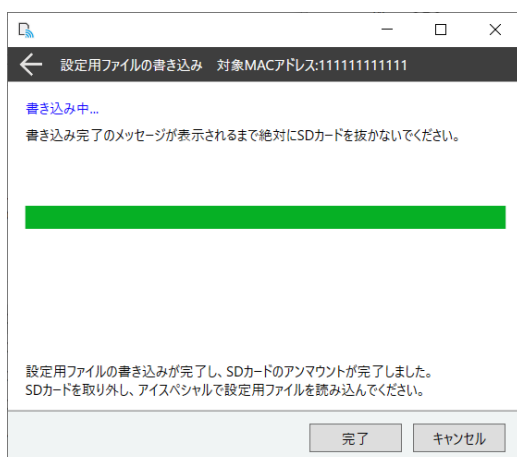 設定用ファイルの書き込み　対象MACアドレス:111111111111
書き込み中...
書き込み完了のメッセージが表示されるまで絶対にSDカードを抜かないでください。
設定用ファイルの書き込みが完了し、SDカードのアンマウントが完了しました。
SDカードを取り外し、アイスペシャルで設定用ファイルを読み込んでください。
完了　キャンセル